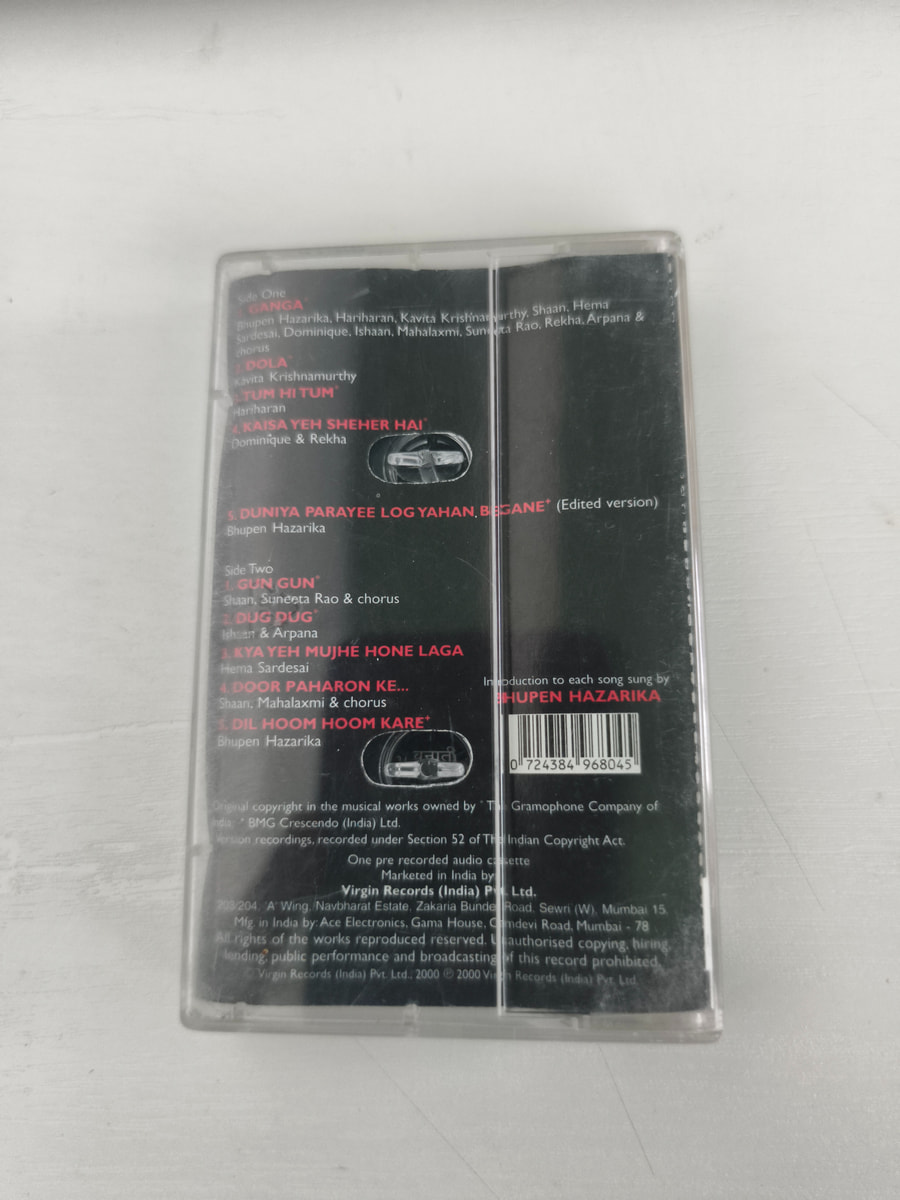 Side One
1. GANGA*
Bhupen Hazarika, Hariharan, Kavita Krishnamurthy, Shaan, Hema
Sardesai, Dominique, Ishaan, Mahalaxmi, Suneeta Rao, Rekha, Arpana &
chorus
2. DOLA*
Kavita Krishnamurthy
3. TUM HI TUM*
Hariharan
4. KAISA YEH SHEHER HAI*
Dominique & Rekha
5. DUNIYA PARAYEE LOG YAHAN BEGANE+ (Edited version)
Bhupen Hazarika
Side Two
1. GUN GUN*
Shaan, Suneeta Rao & chorus
2. DUG DUG*
Ishaan & Arpana
3. KYA YEH MUJHE HONE LAGA
Hema Sardesai
4. DOOR PAHARON KE...
Shaan, Mahalaxmi & chorus
5. DIL HOOM HOOM KARE+
Bhupen Hazarika
Introduction to each song sung by
BHUPEN HAZARIKA
0 724384 968045
Original copyright in the musical works owned by * The Gramophone Company of
India; + BMG Crescendo (India) Ltd.
Version recordings, recorded under Section 52 of The Indian Copyright Act.
One pre recorded audio cassette
Marketed in India by
Virgin Records (India) Pvt. Ltd.
203/204, 'A' Wing, Navbharat Estate, Zakaria Bunder Road, Sewri (W), Mumbai 15.
Mfg. in India by: Ace Electronics, Gama House, Camdevi Road, Mumbai - 78
All rights of the works reproduced reserved. Unauthorised copying, hiring,
lending, public performance and broadcasting of this record prohibited.
© Virgin Records (India) Pvt. Ltd., 2000 ℗ 2000 Virgin Records (India) Pvt. Ltd.